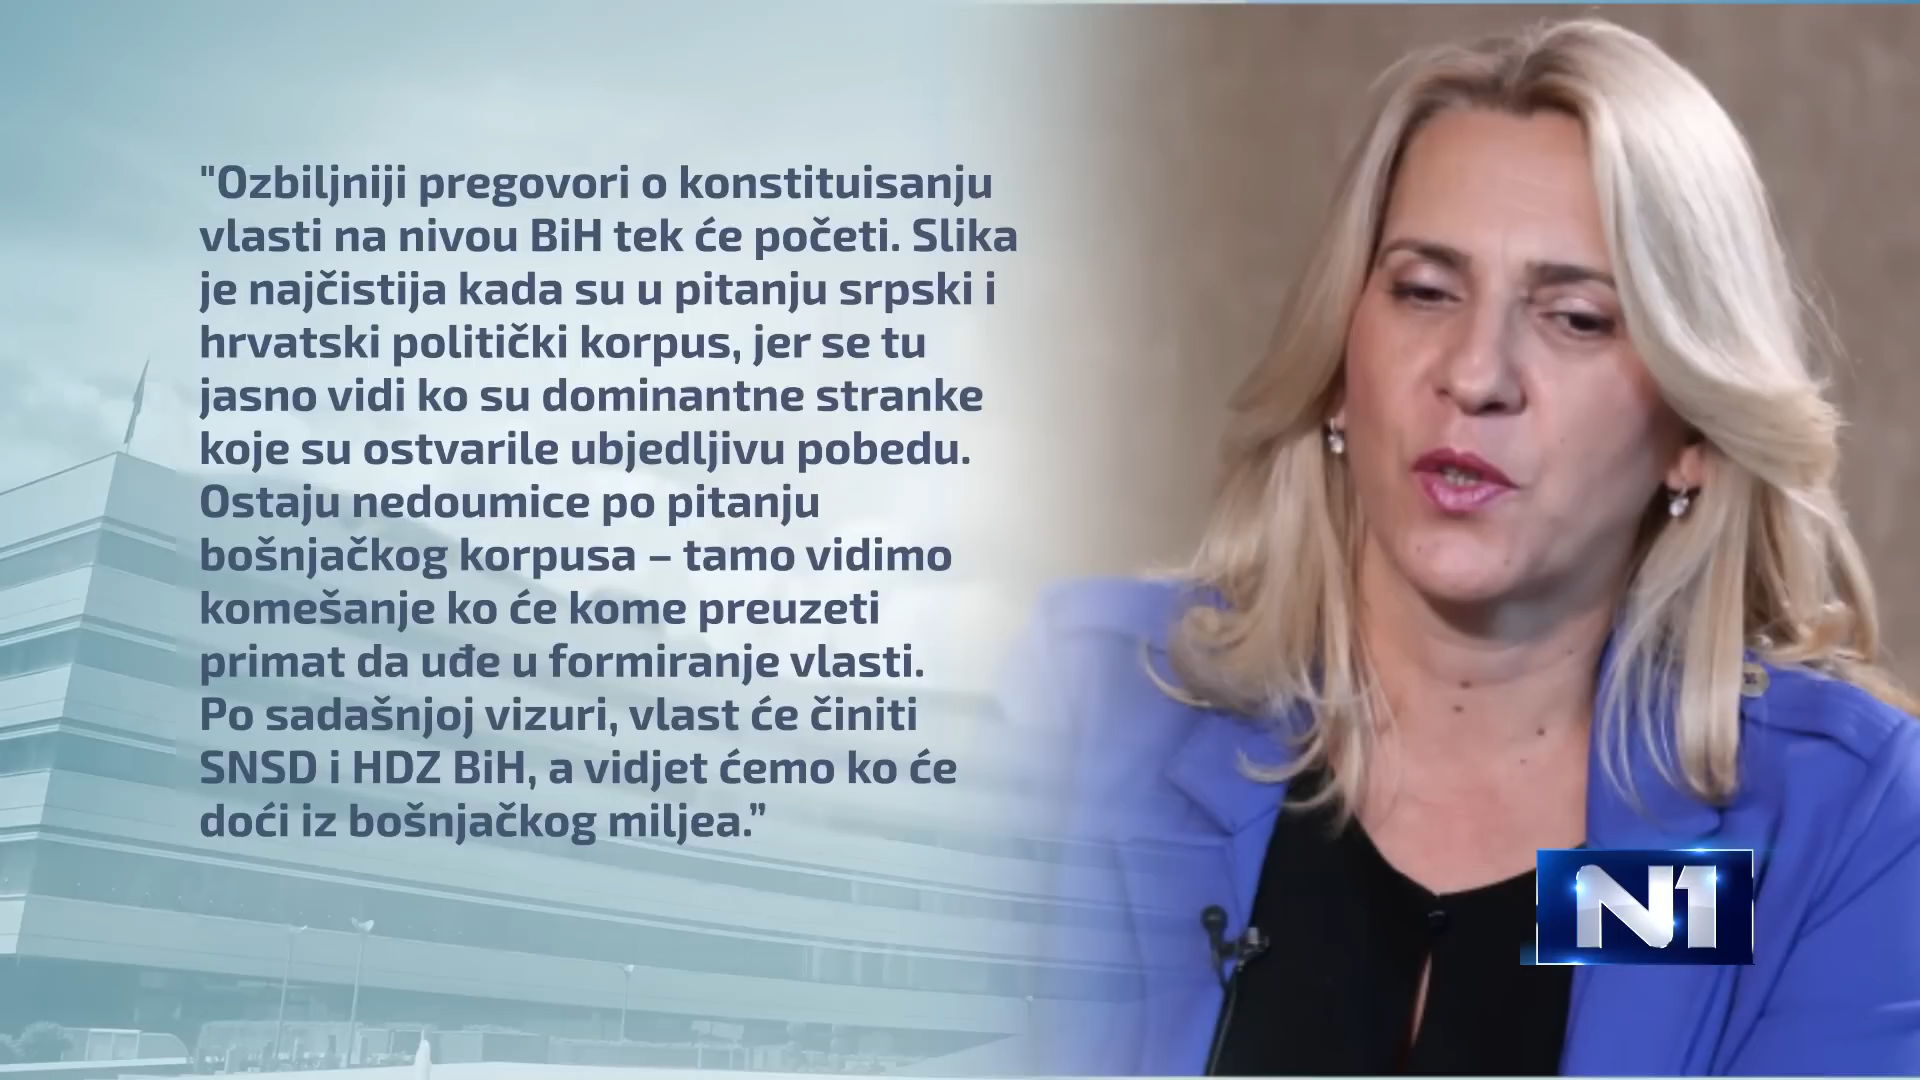 "Ozbiljniji pregovori o konstituisanju
vlasti na nivou BiH tek će početi. Slika
je najčistija kada su u pitanju srpski i
hrvatski politički korpus, jer se tu
jasno vidi ko su dominantne stranke
koje su ostvarile ubjedljivu pobedu.
Ostaju nedoumice po pitanju
bošnjačkog korpusa – tamo vidimo
komešanje ko će kome preuzeti
primat da uđe u formiranje vlasti.
Po sadašnjoj vizuri, vlast će činiti
SNSD i HDZ BiH, a vidjet ćemo ko će
doći iz bošnjačkog miljea.”
N1